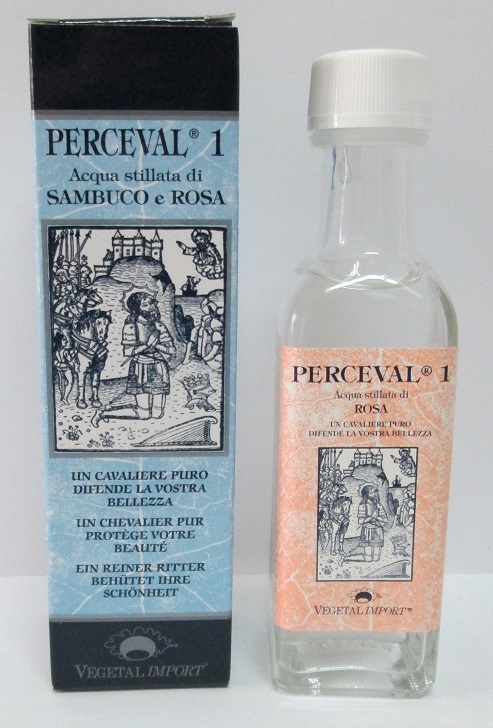 PERCEVAL® 1
Acqua stillata di
SAMBUCO e ROSA
UN CAVALIERE PURO
DIFENDE LA VOSTRA
BELLEZZA
UN CHEVALIER PUR
PROTÈGE VOTRE
BEAUTÉ
EIN REINER RITTER
BEHÜTET IHRE
SCHÖNHEIT
VEGETAL IMPORT®
PERCEVAL® 1
Acqua stillata di
ROSA
UN CAVALIERE PURO
DIFENDE LA VOSTRA BELLEZZA
VEGETAL IMPORT®